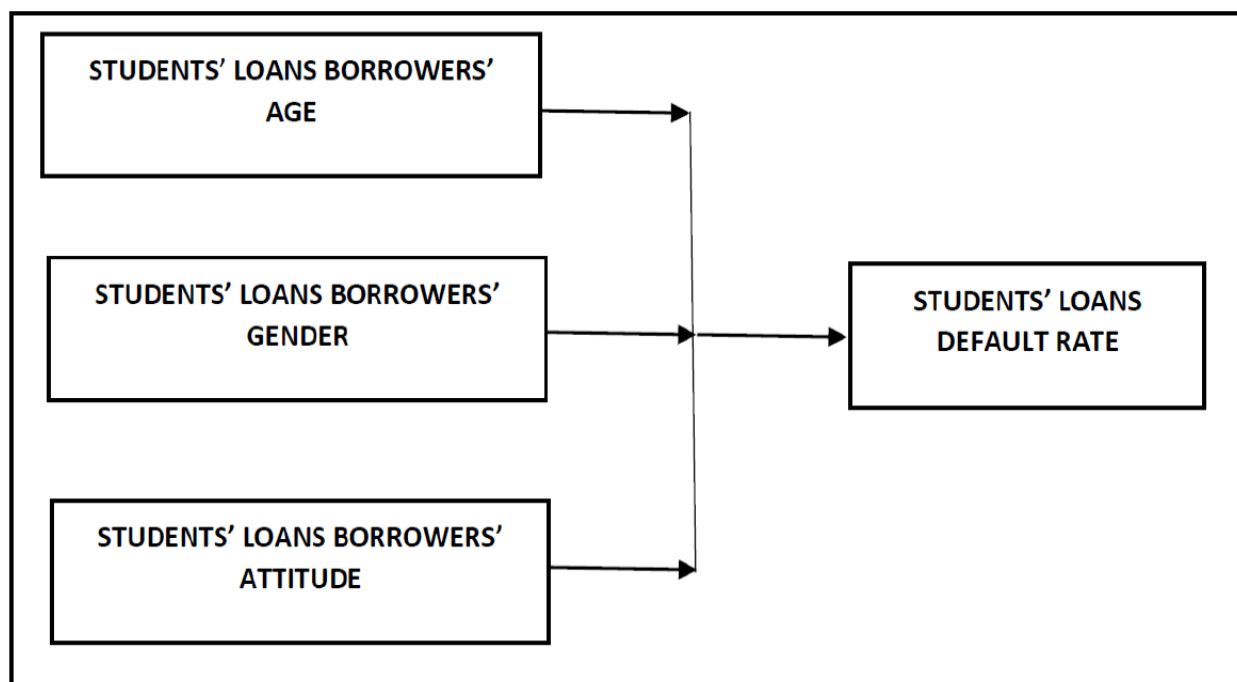 STUDENTS’ LOANS BORROWERS’
AGE
STUDENTS’ LOANS BORROWERS’
GENDER
STUDENTS’ LOANS
DEFAULT RATE
STUDENTS’ LOANS BORROWERS’
ATTITUDE